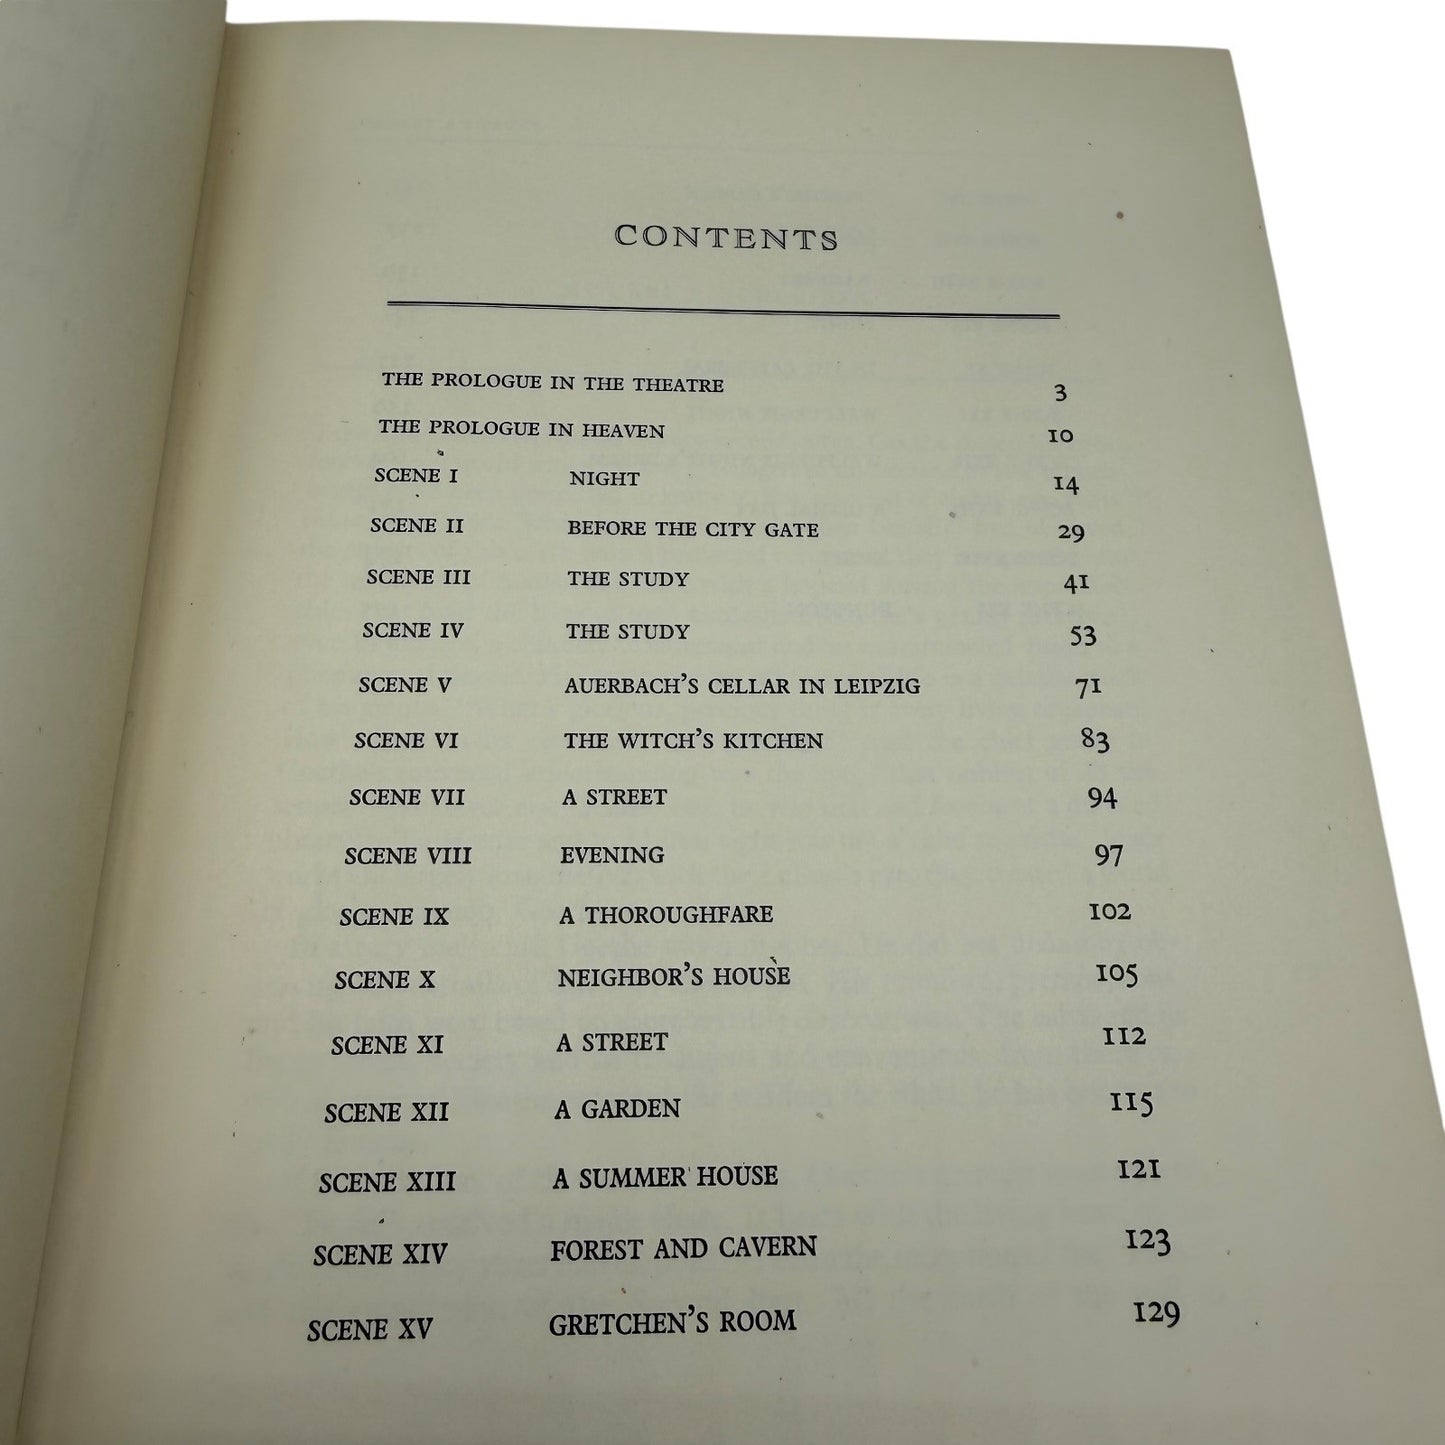 CONTENTS
THE PROLOGUE IN THE THEATRE 3
THE PROLOGUE IN HEAVEN 10
SCENE I NIGHT 14
SCENE II BEFORE THE CITY GATE 29
SCENE III THE STUDY 41
SCENE IV THE STUDY 53
SCENE V AUERBACH'S CELLAR IN LEIPZIG 71
SCENE VI THE WITCH'S KITCHEN 83
SCENE VII A STREET 94
SCENE VIII EVENING 97
SCENE IX A THOROUGHFARE 102
SCENE X NEIGHBOR'S HOUSE 105
SCENE XI A STREET 112
SCENE XII A GARDEN 115
SCENE XIII A SUMMER HOUSE 121
SCENE XIV FOREST AND CAVERN 123
SCENE XV GRETCHEN'S ROOM 129